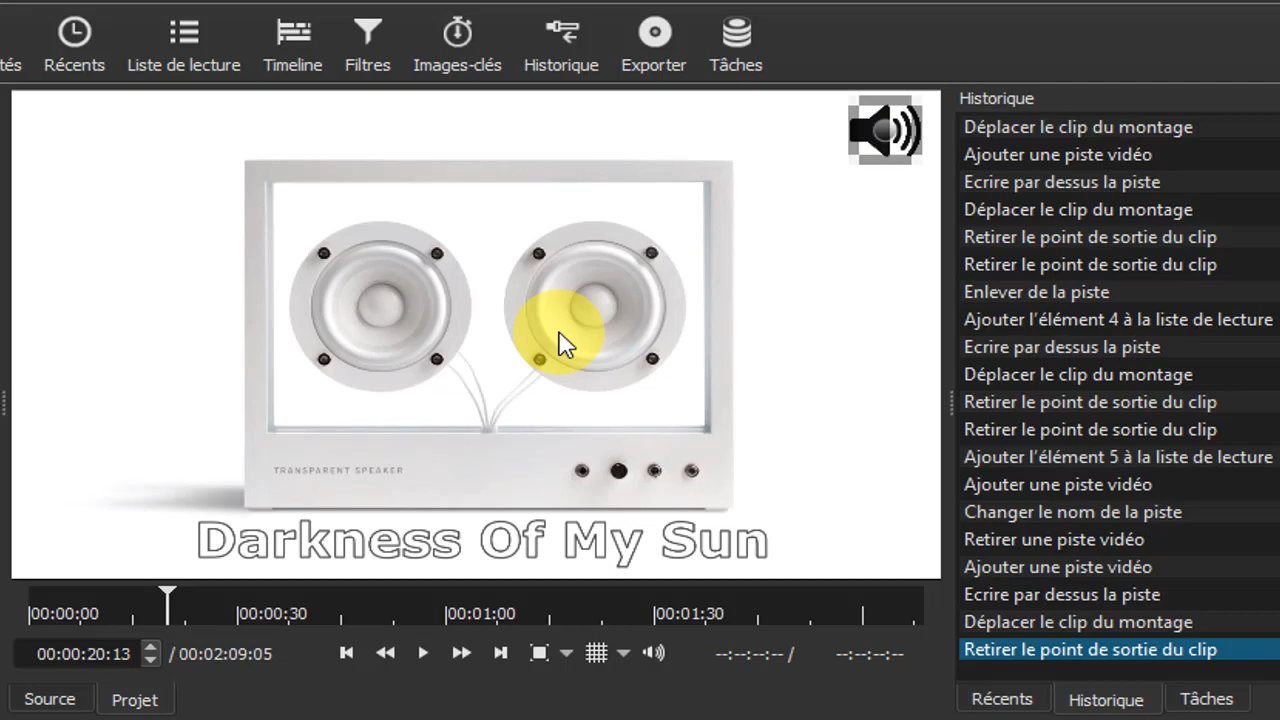 tés Récents Liste de lecture Timeline Filtres Images-clés Historique Exporter Tâches
Historique
Déplacer le clip du montage
Ajouter une piste vidéo
Ecrire par dessus la piste
Déplacer le clip du montage
Retirer le point de sortie du clip
Retirer le point de sortie du clip
Enlever de la piste
Ajouter l'élément 4 à la liste de lecture
Ecrire par dessus la piste
Déplacer le clip du montage
Retirer le point de sortie du clip
Retirer le point de sortie du clip
Ajouter l'élément 5 à la liste de lecture
Ajouter une piste vidéo
Changer le nom de la piste
Retirer une piste vidéo
Ajouter une piste vidéo
Ecrire par dessus la piste
Déplacer le clip du montage
Retirer le point de sortie du clip
TRANSPARENT SPEAKER
Darkness Of My Sun
00:00:00 00:00:30 00:01:00 00:01:30
00:00:20:13 / 00:02:09:05 --:--:--:-- / --:--:--:--
Source Projet
Récents Historique Tâches